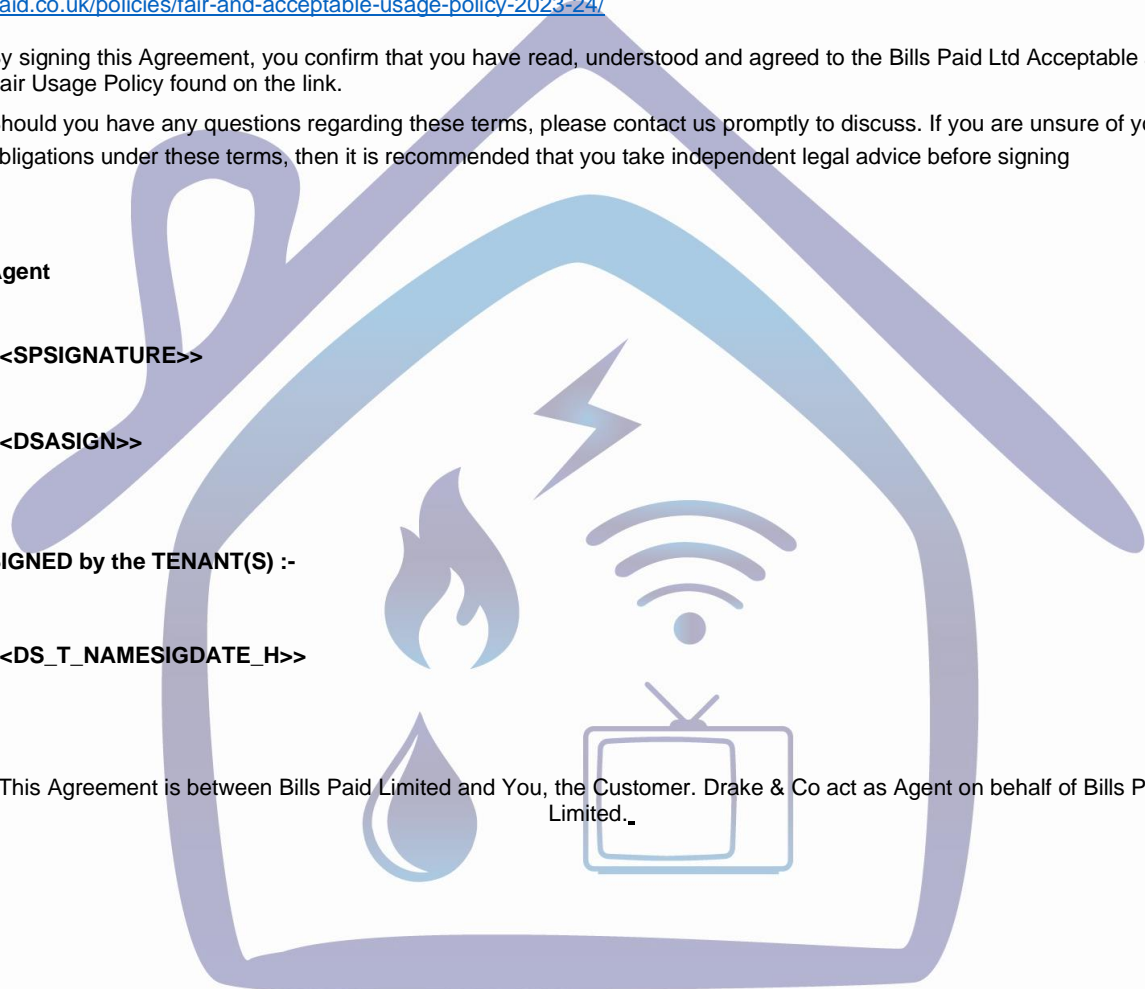 aid.co.uk/policies/fair-and-acceptable-usage-policy-2023-24/
y signing this Agreement, you confirm that you have read, understood and agreed to the Bills Paid Ltd Acceptable
air Usage Policy found on the link.
hould you have any questions regarding these terms, please contact us promptly to discuss. If you are unsure of y
bligations under these terms, then it is recommended that you take independent legal advice before signing
Agent
<SPSIGNATURE>>
<DSASIGN>>
IGNED by the TENANT(S) :-
<DS_T_NAMESIGDATE_H>>
This Agreement is between Bills Paid Limited and You, the Customer. Drake & Co act as Agent on behalf of Bills P
Limited.